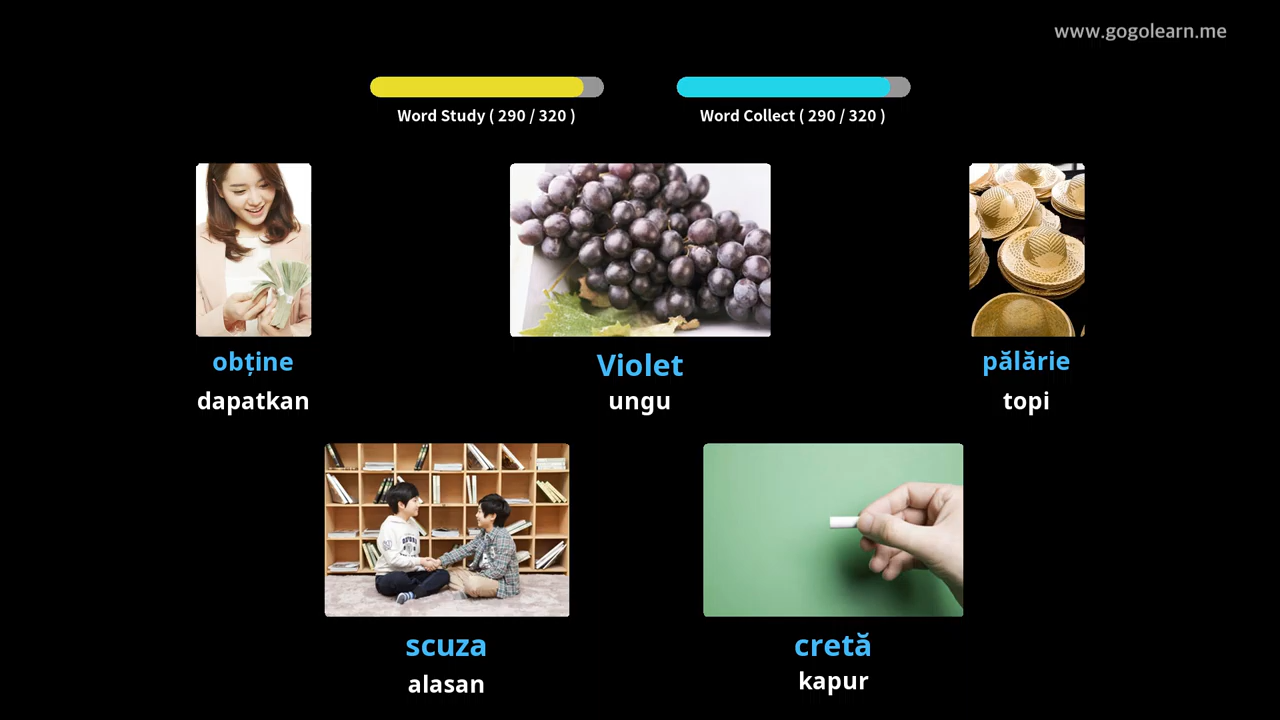 www.gogolearn.me
Word Study ( 290 / 320 )
Word Collect ( 290 / 320 )
obține
dapatkan
Violet
ungu
pălărie
topi
scuza
alasan
cretă
kapur